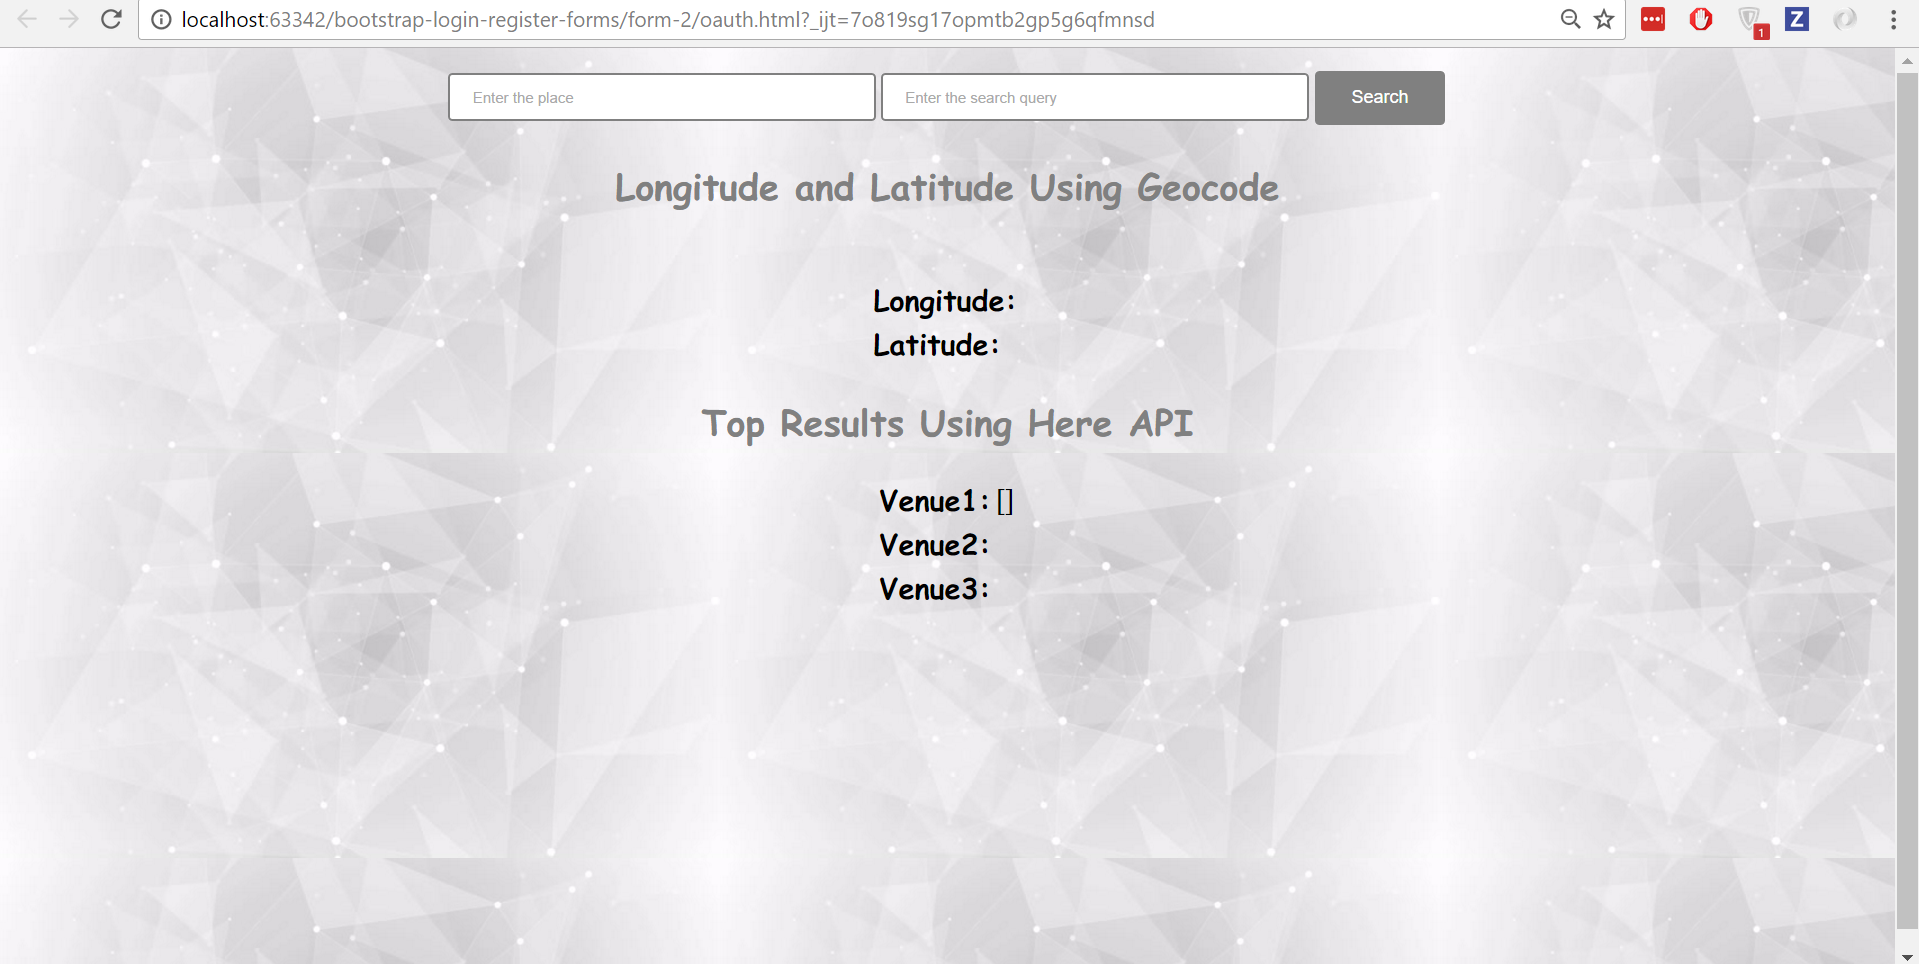 localhost:63342/bootstrap-login-register-forms/form-2/oauth.html?_ijt=7o819sg17opmtb2gp5g6qfmnsd
1
Z
Enter the place
Enter the search query
Search
Longitude and Latitude Using Geocode
Longitude:
Latitude:
Top Results Using Here API
Venue1: []
Venue2:
Venue3: